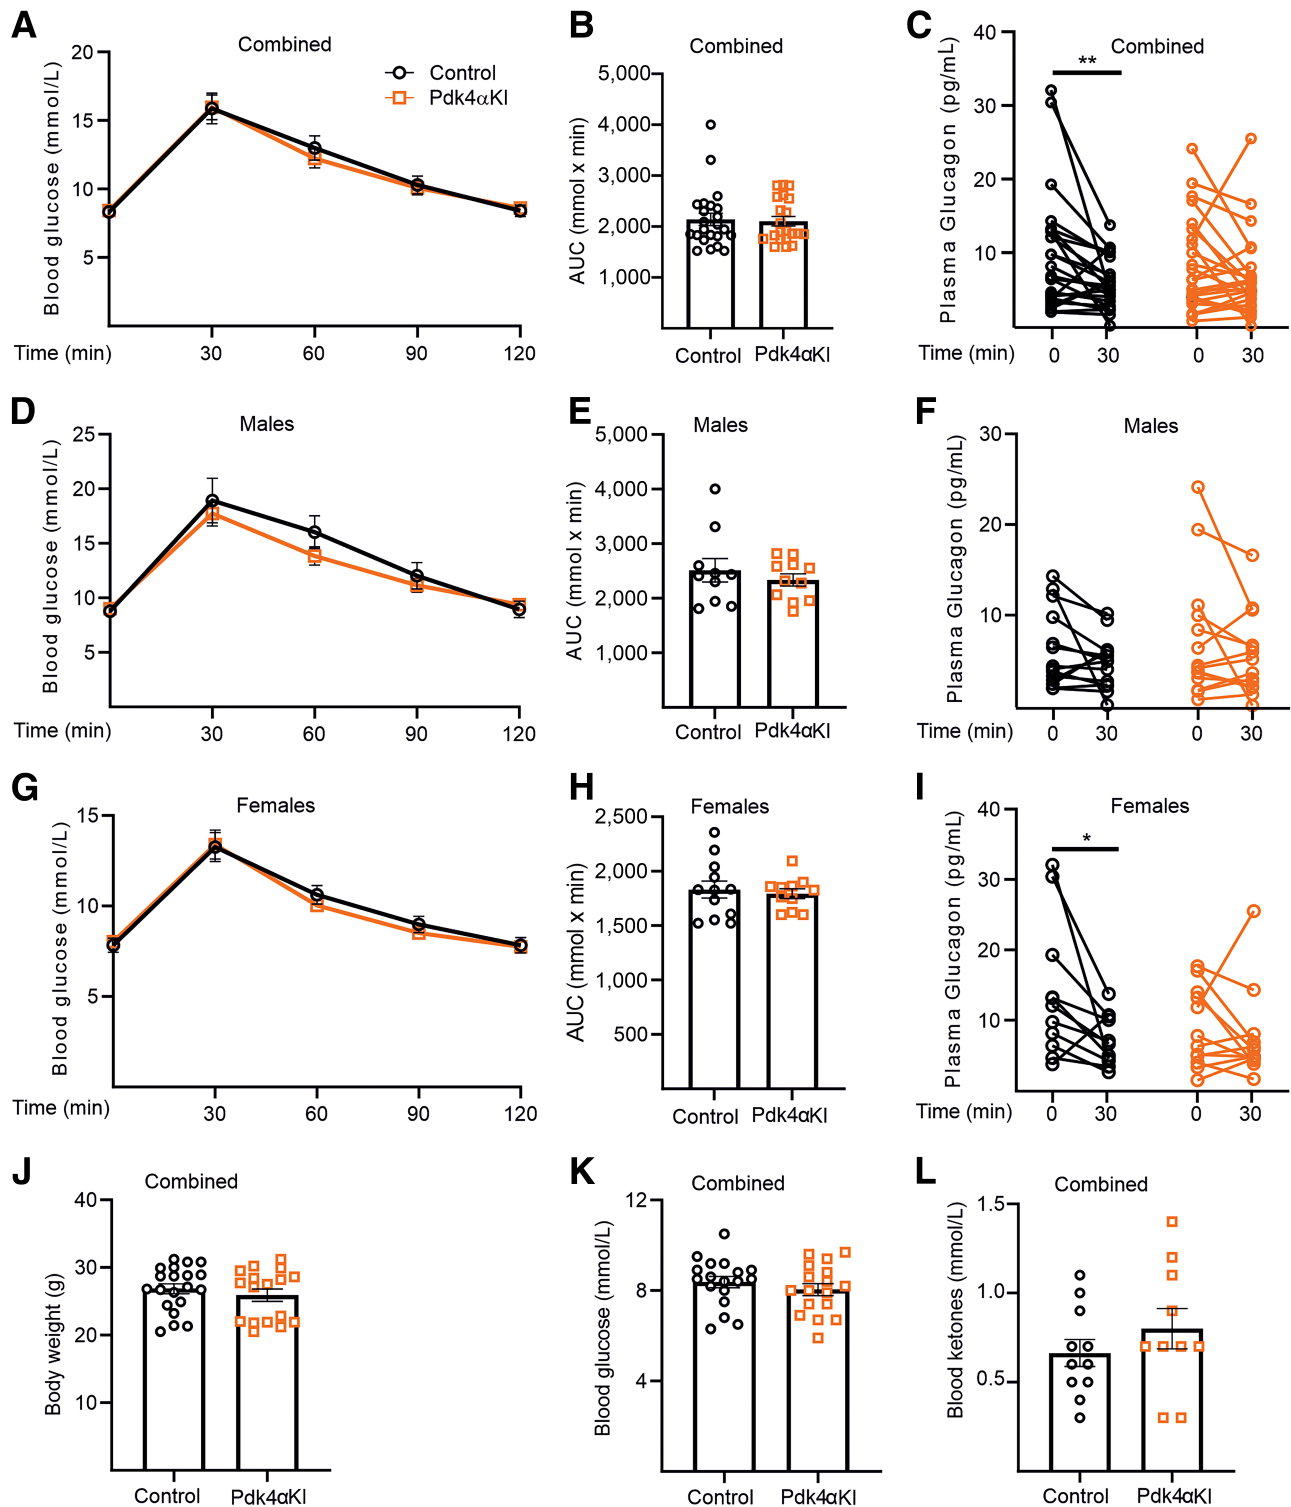 A
Combined
Blood glucose (mmol/L)
20
15
10
5
Control
Pdk4αKI
Time (min)
30
60
90
120
B
Combined
AUC (mmol x min)
5,000
4,000
3,000
2,000
1,000
Control
Pdk4αKI
C
Combined
**
Plasma Glucagon (pg/mL)
40
30
20
10
Time (min)
0
30
0
30
D
Males
Blood glucose (mmol/L)
25
20
15
10
5
Time (min)
30
60
90
120
E
Males
AUC (mmol x min)
5,000
4,000
3,000
2,000
1,000
Control
Pdk4αKI
F
Males
Plasma Glucagon (pg/mL)
30
20
10
Time (min)
0
30
0
30
G
Females
Blood glucose (mmol/L)
15
10
5
Time (min)
30
60
90
120
H
Females
AUC (mmol x min)
2,500
2,000
1,500
1,000
500
Control
Pdk4αKI
I
Females
*
Plasma Glucagon (pg/mL)
40
30
20
10
Time (min)
0
30
0
30
J
Combined
Body weight (g)
40
30
20
10
Control
Pdk4αKI
K
Combined
Blood glucose (mmol/L)
12
8
4
Control
Pdk4αKI
L
Combined
Blood ketones (mmol/L)
1.5
1.0
0.5
Control
Pdk4αKI